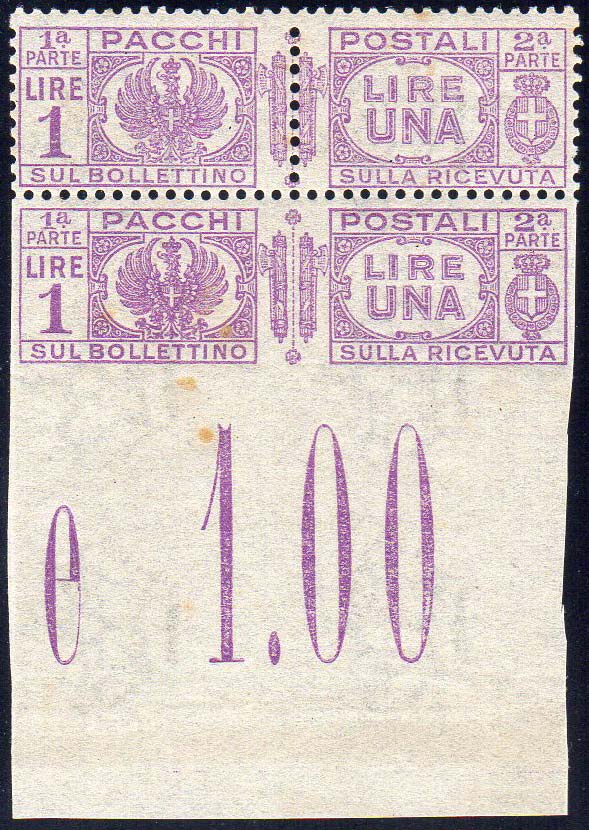 1ª PACCHI POSTALI 2ª
PARTE PARTE
LIRE LIRE
1 UNA
SUL BOLLETTINO SULLA RICEVUTA
1ª PACCHI POSTALI 2ª
PARTE PARTE
LIRE LIRE
1 UNA
SUL BOLLETTINO SULLA RICEVUTA
e 1.00